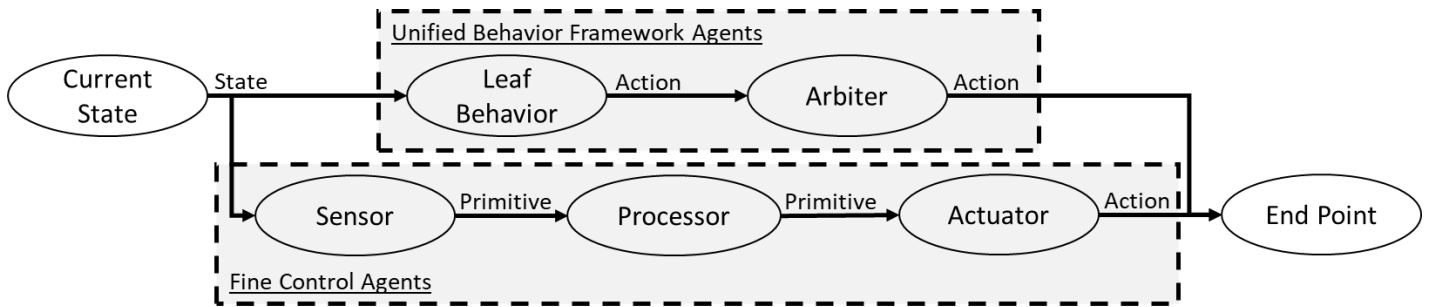 Unified Behavior Framework Agents
Current
State
State
Leaf
Behavior
Action
Arbiter
Action
Sensor
Primitive
Processor
Primitive
Actuator
Action
End Point
Fine Control Agents